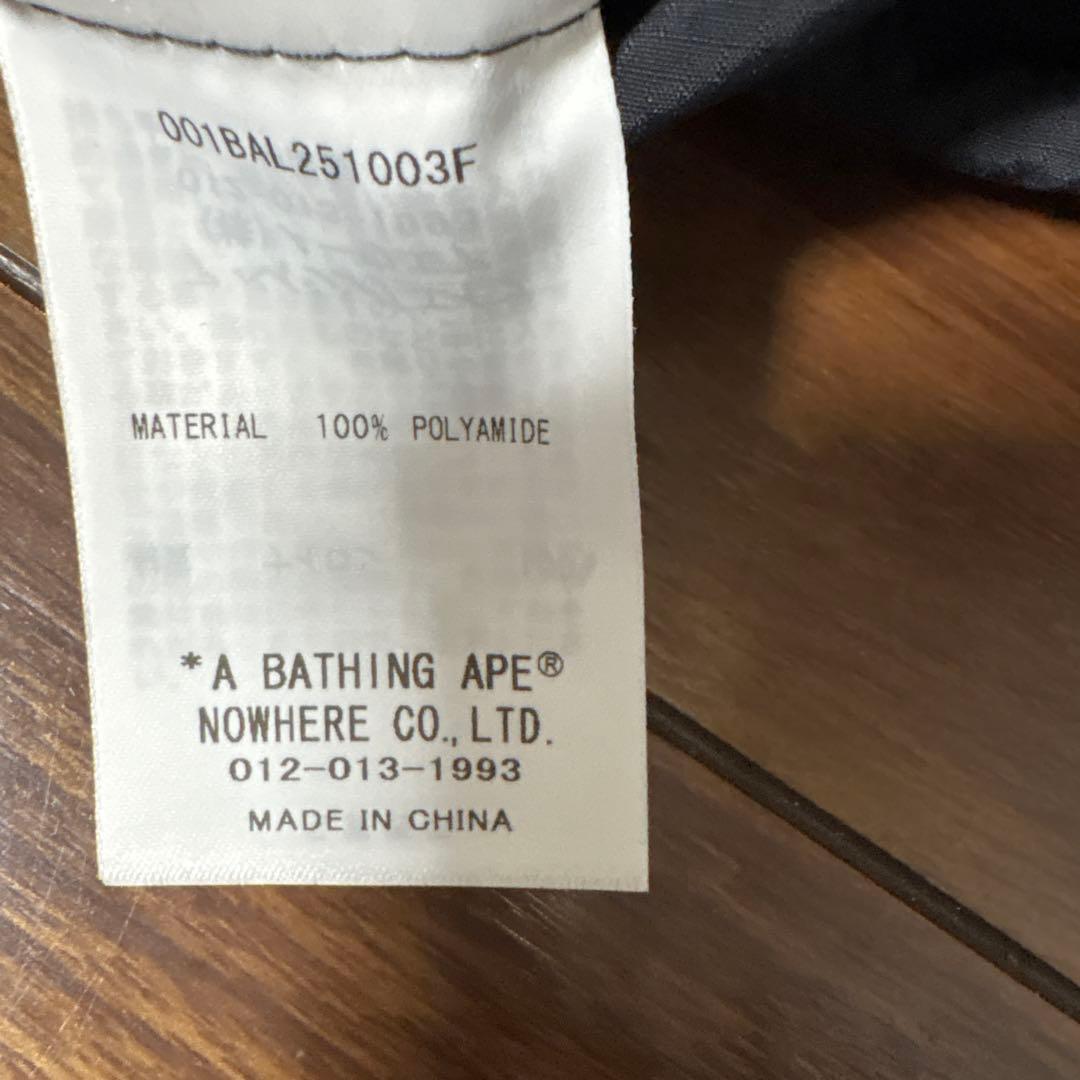 001BAL251003F
MATERIAL 100% POLYAMIDE
*A BATHING APE®
NOWHERE CO., LTD.
012-013-1993
MADE IN CHINA